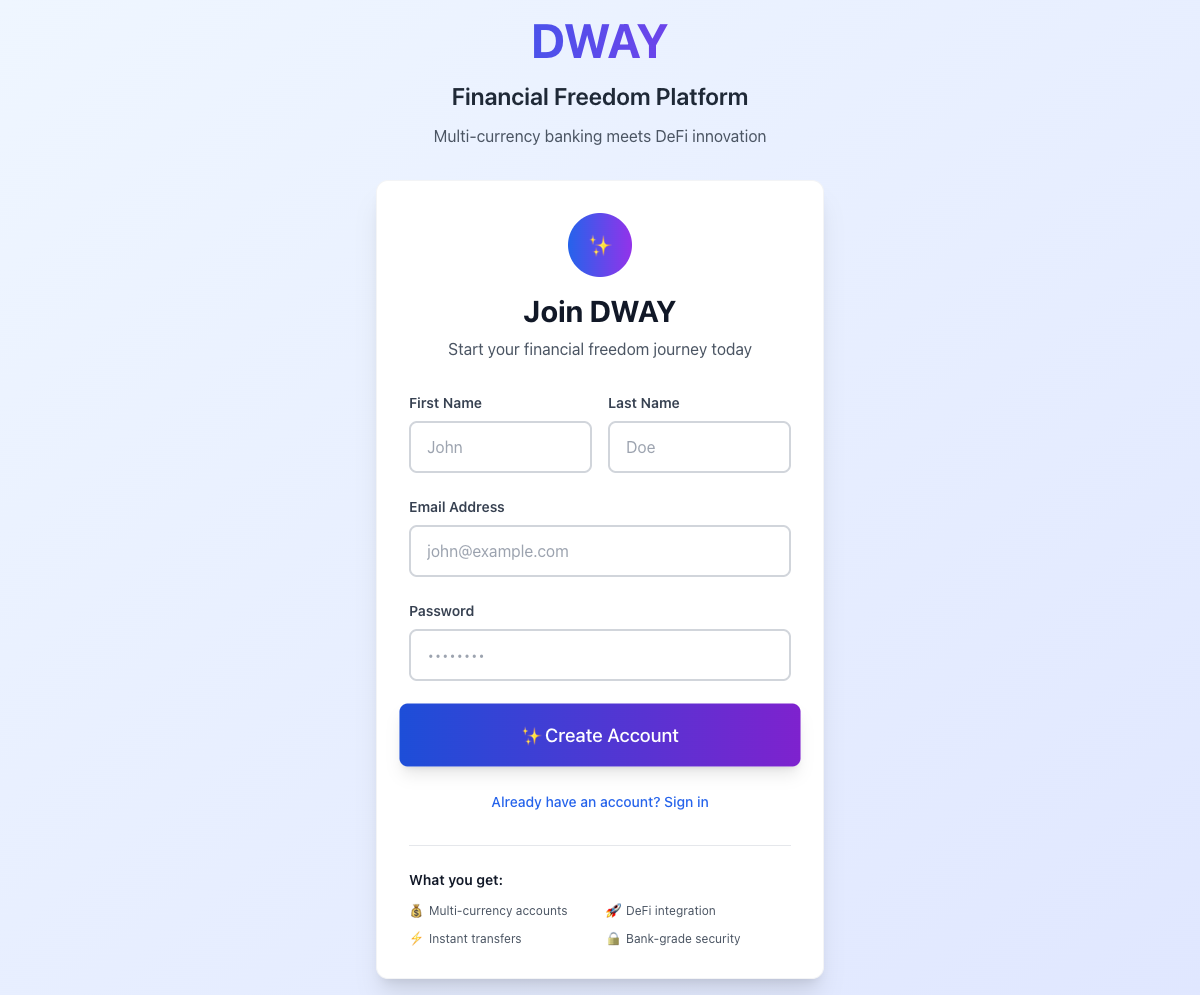 DWAY
Financial Freedom Platform
Multi-currency banking meets DeFi innovation
✨
Join DWAY
Start your financial freedom journey today
First Name Last Name
John Doe
Email Address
john@example.com
Password
••••••••
✨ Create Account
Already have an account? Sign in
What you get:
💰 Multi-currency accounts 🚀 DeFi integration
⚡ Instant transfers 🔒 Bank-grade security